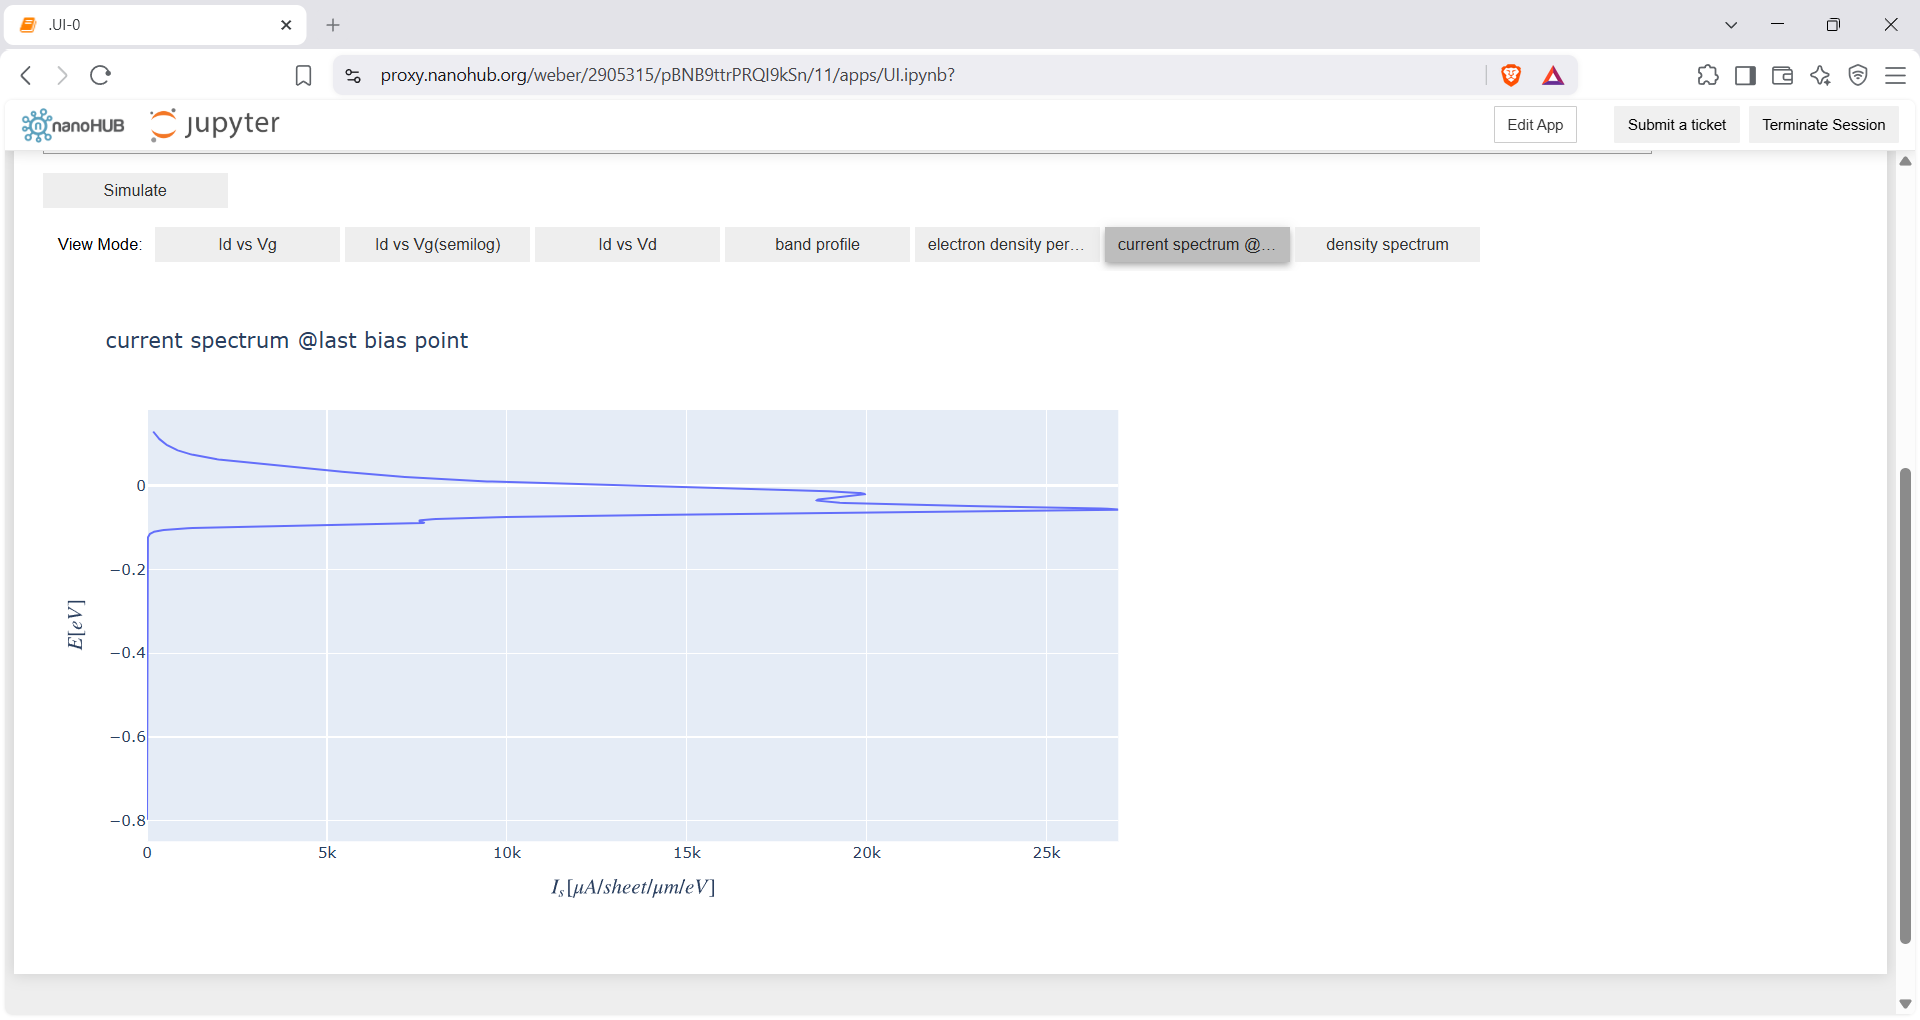 .UI-0
proxy.nanohub.org/weber/2905315/pBNB9ttrPRQI9kSn/11/apps/UI.ipynb?
nanoHUB
jupyter
Edit App
Submit a ticket
Terminate Session
Simulate
View Mode:
Id vs Vg
Id vs Vg(semilog)
Id vs Vd
band profile
electron density per...
current spectrum @...
density spectrum
current spectrum @last bias point
0
−0.2
−0.4
−0.6
−0.8
E[eV]
0
5k
10k
15k
20k
25k
Is[μA/sheet/μm/eV]